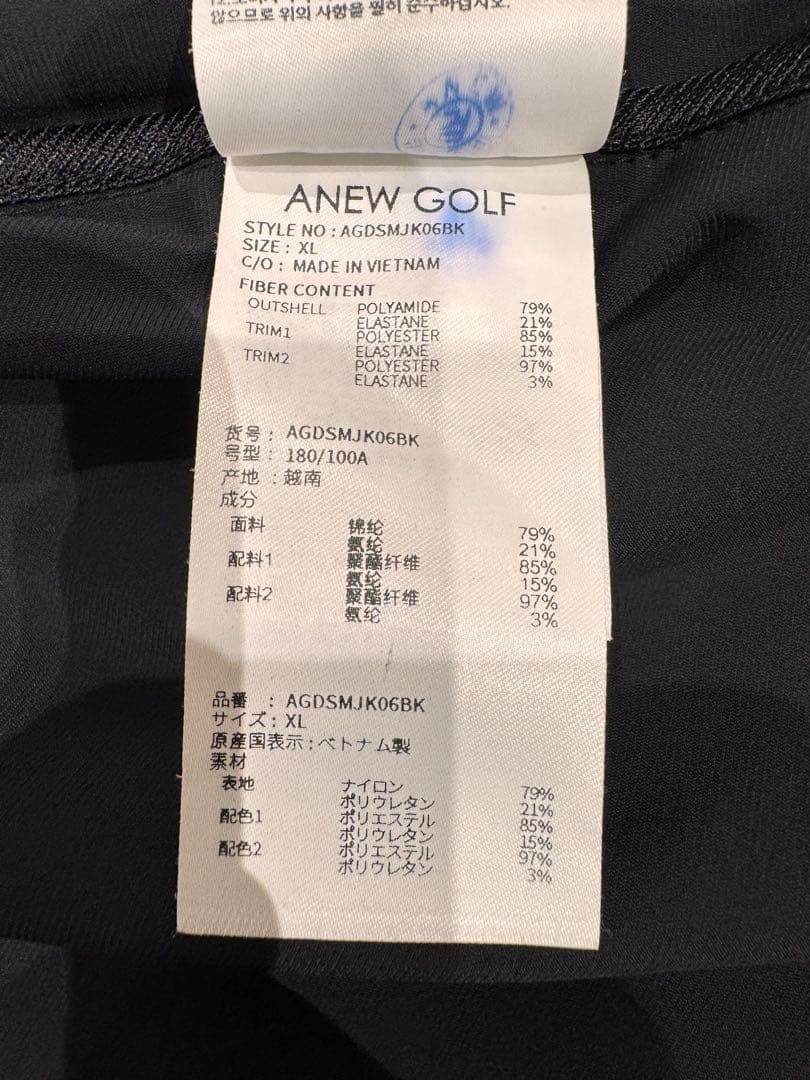 않으므로 위의 사항을 필히 준수하십시오.
ANEW GOLF
STYLE NO : AGDSMJK06BK
SIZE : XL
C/O : MADE IN VIETNAM
FIBER CONTENT
OUTSHELL POLYAMIDE 79%
ELASTANE 21%
TRIM1 POLYESTER 85%
ELASTANE 15%
TRIM2 POLYESTER 97%
ELASTANE 3%
货号 : AGDSMJK06BK
号型 : 180/100A
产地 : 越南
成分
面料 锦纶 79%
氨纶 21%
配料1 聚酯纤维 85%
氨纶 15%
配料2 聚酯纤维 97%
氨纶 3%
品番 : AGDSMJK06BK
サイズ : XL
原産国表示 : ベトナム製
素材
表地 ナイロン 79%
ポリウレタン 21%
配色1 ポリエステル 85%
ポリウレタン 15%
配色2 ポリエステル 97%
ポリウレタン 3%